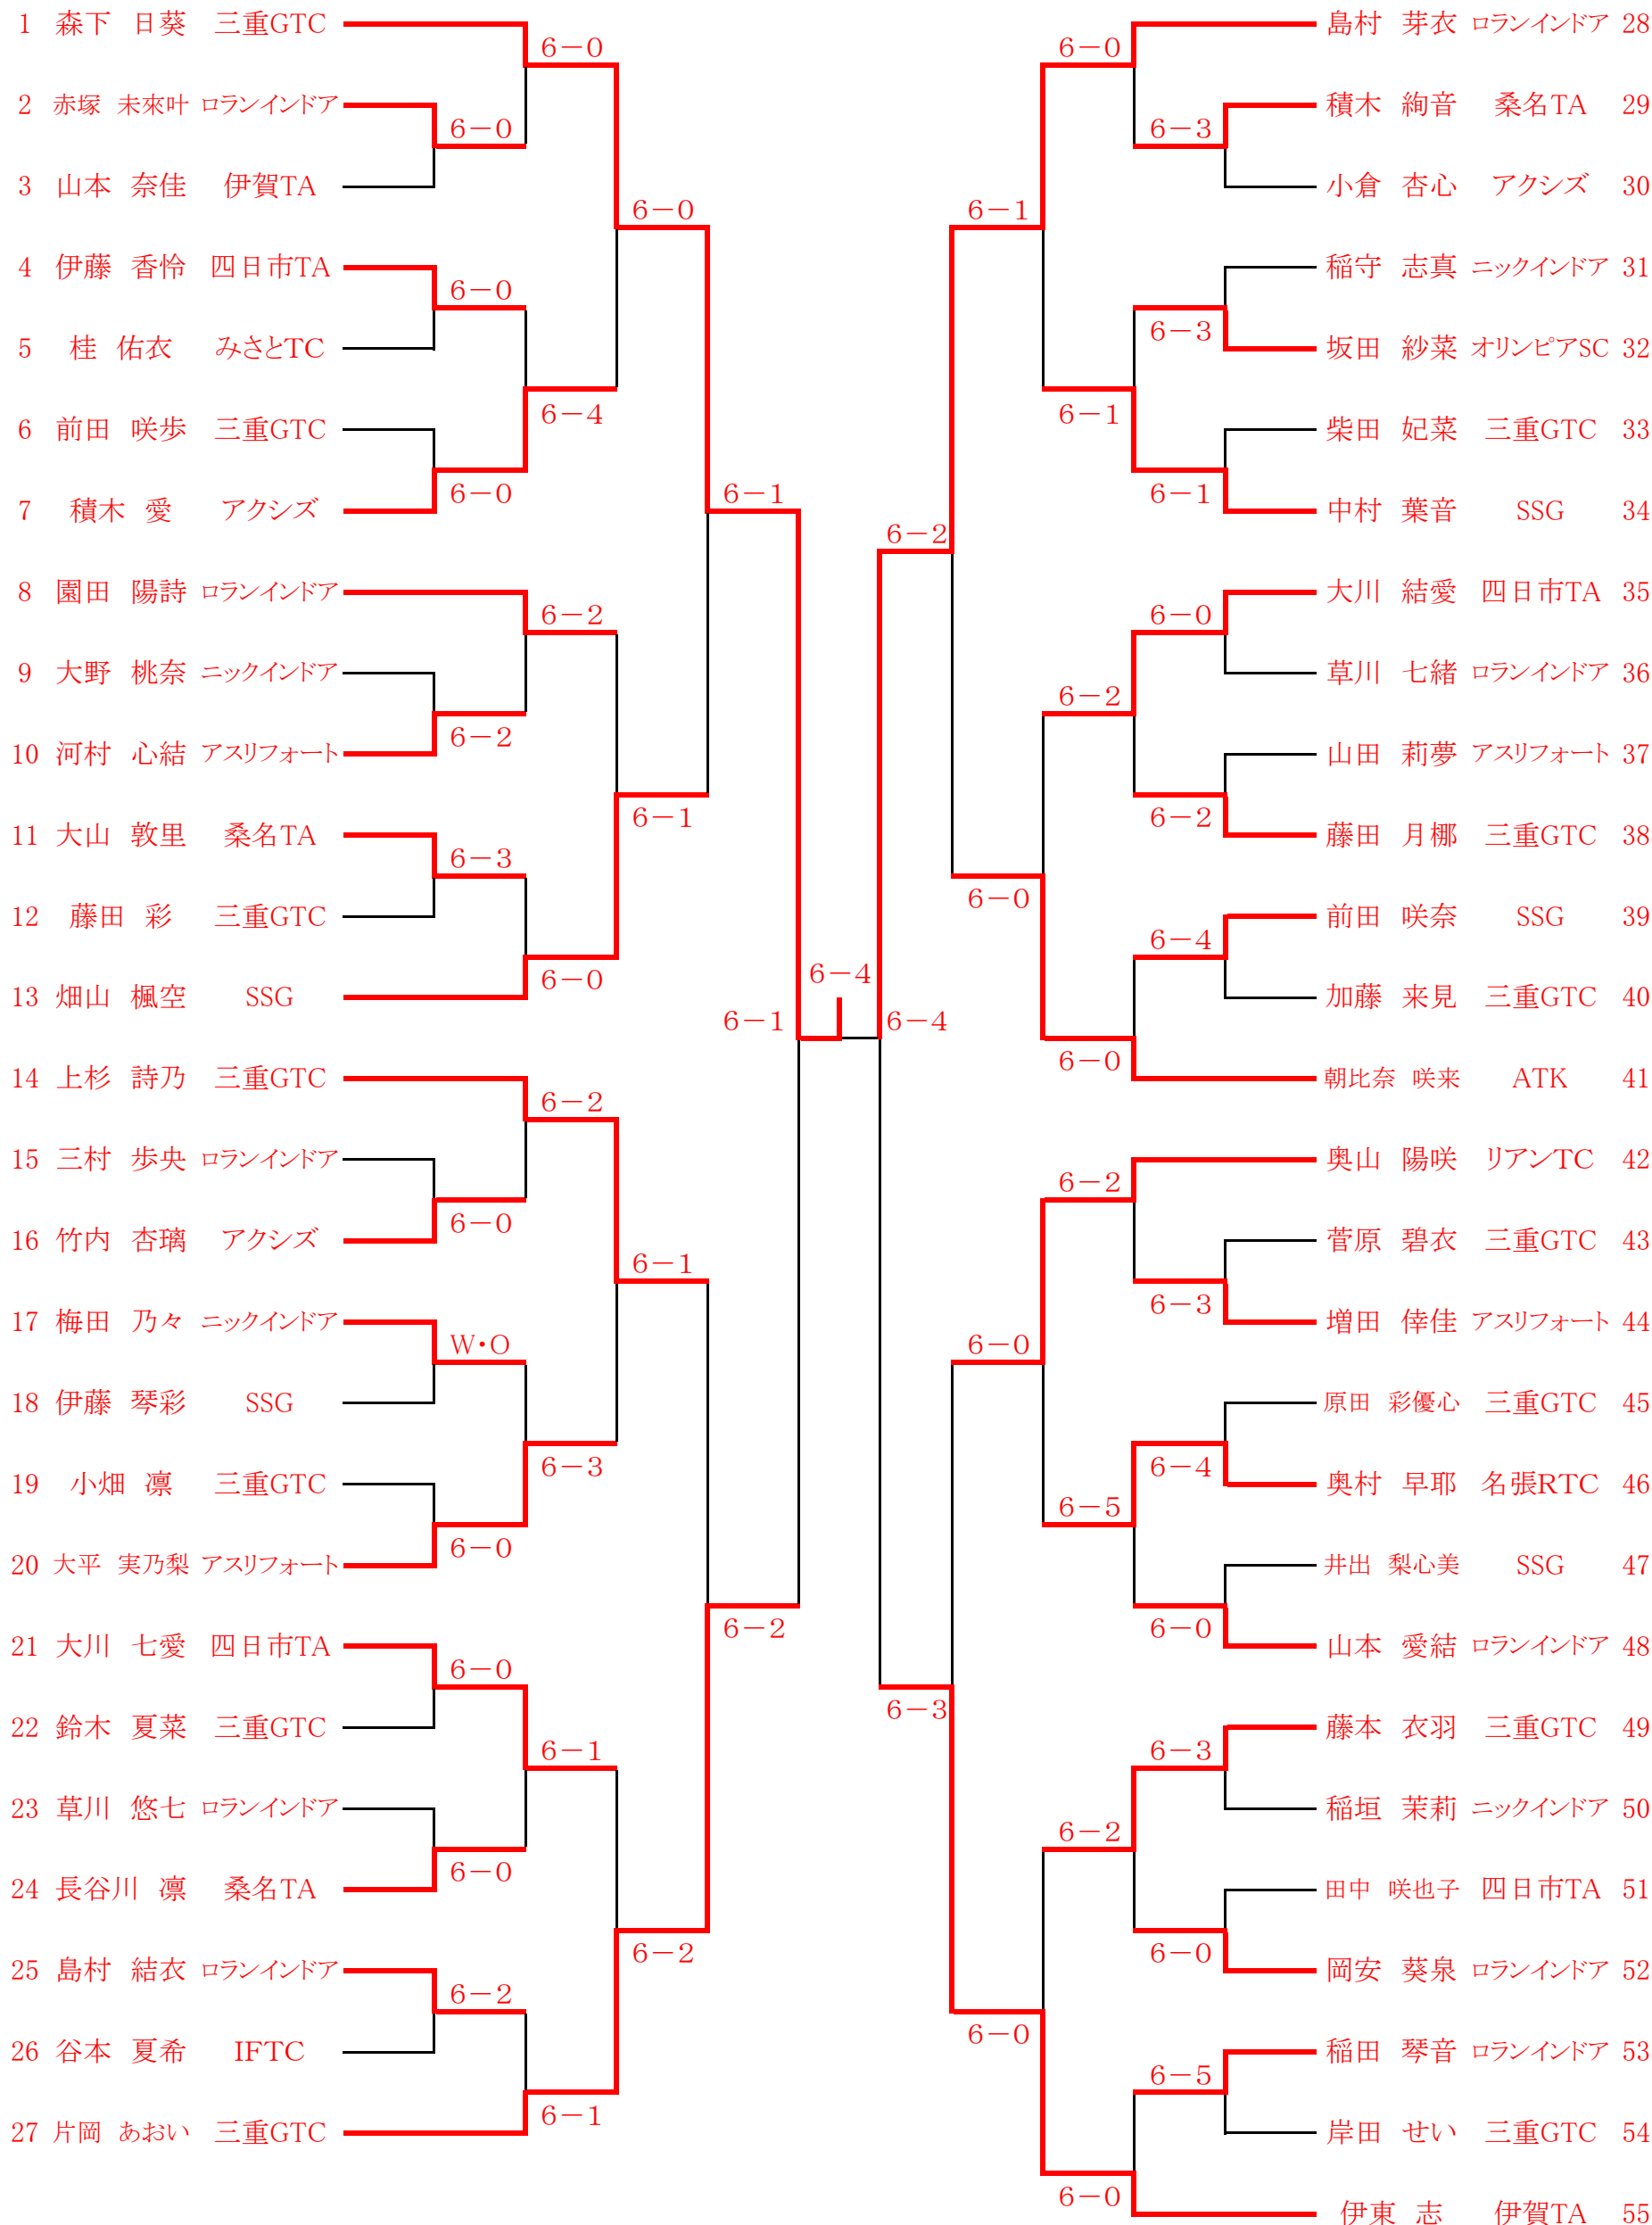 1 森下 日葵 三重GTC
2 赤塚 未來叶 ロランインドア
3 山本 奈佳 伊賀TA
4 伊藤 香怜 四日市TA
5 桂 佑衣 みさとTC
6 前田 咲歩 三重GTC
7 積木 愛 アクシズ
8 園田 陽詩 ロランインドア
9 大野 桃奈 ニックインドア
10 河村 心結 アスリフォート
11 大山 敦里 桑名TA
12 藤田 彩 三重GTC
13 畑山 楓空 SSG
14 上杉 詩乃 三重GTC
15 三村 歩央 ロランインドア
16 竹内 杏璃 アクシズ
17 梅田 乃々 ニックインドア
18 伊藤 琴彩 SSG
19 小畑 凛 三重GTC
20 大平 実乃梨 アスリフォート
21 大川 七愛 四日市TA
22 鈴木 夏菜 三重GTC
23 草川 悠七 ロランインドア
24 長谷川 凛 桑名TA
25 島村 結衣 ロランインドア
26 谷本 夏希 IFTC
27 片岡 あおい 三重GTC
6-0
6-0
6-0
6-0
6-4
6-0
6-1
6-2
6-2
6-1
6-3
6-0
6-1
6-2
6-0
6-1
W・O
6-3
6-0
6-2
6-0
6-1
6-0
6-2
6-2
6-1
6-4
6-0
6-3
6-1
6-3
6-1
6-1
6-2
6-0
6-2
6-2
6-0
6-4
6-0
6-4
6-2
6-3
6-0
6-4
6-5
6-0
6-3
6-3
6-2
6-0
6-0
6-5
6-0
島村 芽衣 ロランインドア 28
積木 絢音 桑名TA 29
小倉 杏心 アクシズ 30
稲守 志真 ニックインドア 31
坂田 紗菜 オリンピアSC 32
柴田 妃菜 三重GTC 33
中村 葉音 SSG 34
大川 結愛 四日市TA 35
草川 七緒 ロランインドア 36
山田 莉夢 アスリフォート 37
藤田 月梛 三重GTC 38
前田 咲奈 SSG 39
加藤 来見 三重GTC 40
朝比奈 咲来 ATK 41
奥山 陽咲 リアンTC 42
菅原 碧衣 三重GTC 43
増田 倖佳 アスリフォート 44
原田 彩優心 三重GTC 45
奥村 早耶 名張RTC 46
井出 梨心美 SSG 47
山本 愛結 ロランインドア 48
藤本 衣羽 三重GTC 49
稲垣 茉莉 ニックインドア 50
田中 咲也子 四日市TA 51
岡安 葵泉 ロランインドア 52
稲田 琴音 ロランインドア 53
岸田 せい 三重GTC 54
伊東 志 伊賀TA 55